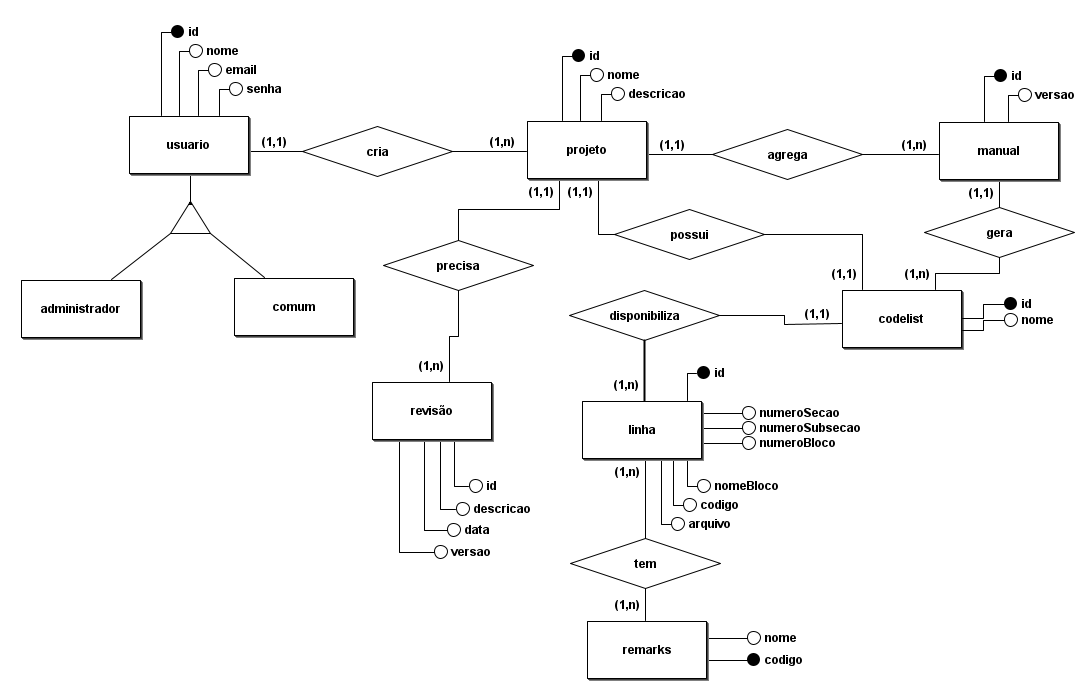 id
nome
email
senha
usuario
(1,1)
cria
(1,n)
id
nome
descricao
projeto
(1,1)
agrega
(1,n)
id
versao
manual
(1,1)
(1,1)
(1,1)
possui
gera
precisa
administrador
comum
(1,1)
(1,n)
disponibiliza
(1,1)
codelist
id
nome
(1,n)
(1,n)
id
revisão
linha
numeroSecao
numeroSubsecao
numeroBloco
(1,n)
id
descricao
data
versao
nomeBloco
codigo
arquivo
tem
(1,n)
remarks
nome
codigo